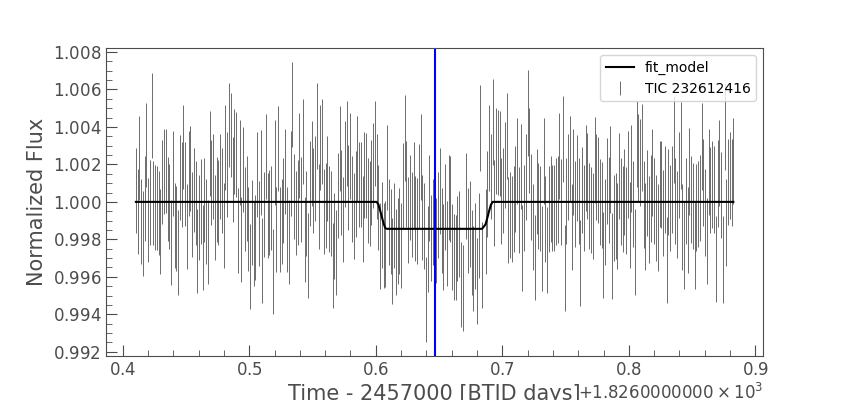 1.008
1.006
1.004
1.002
1.000
0.998
0.996
0.994
0.992
Normalized Flux
fit_model
TIC 232612416
0.4 0.5 0.6 0.7 0.8 0.9
Time - 2457000 [BTJD days]
+1.8260000000 × 10³